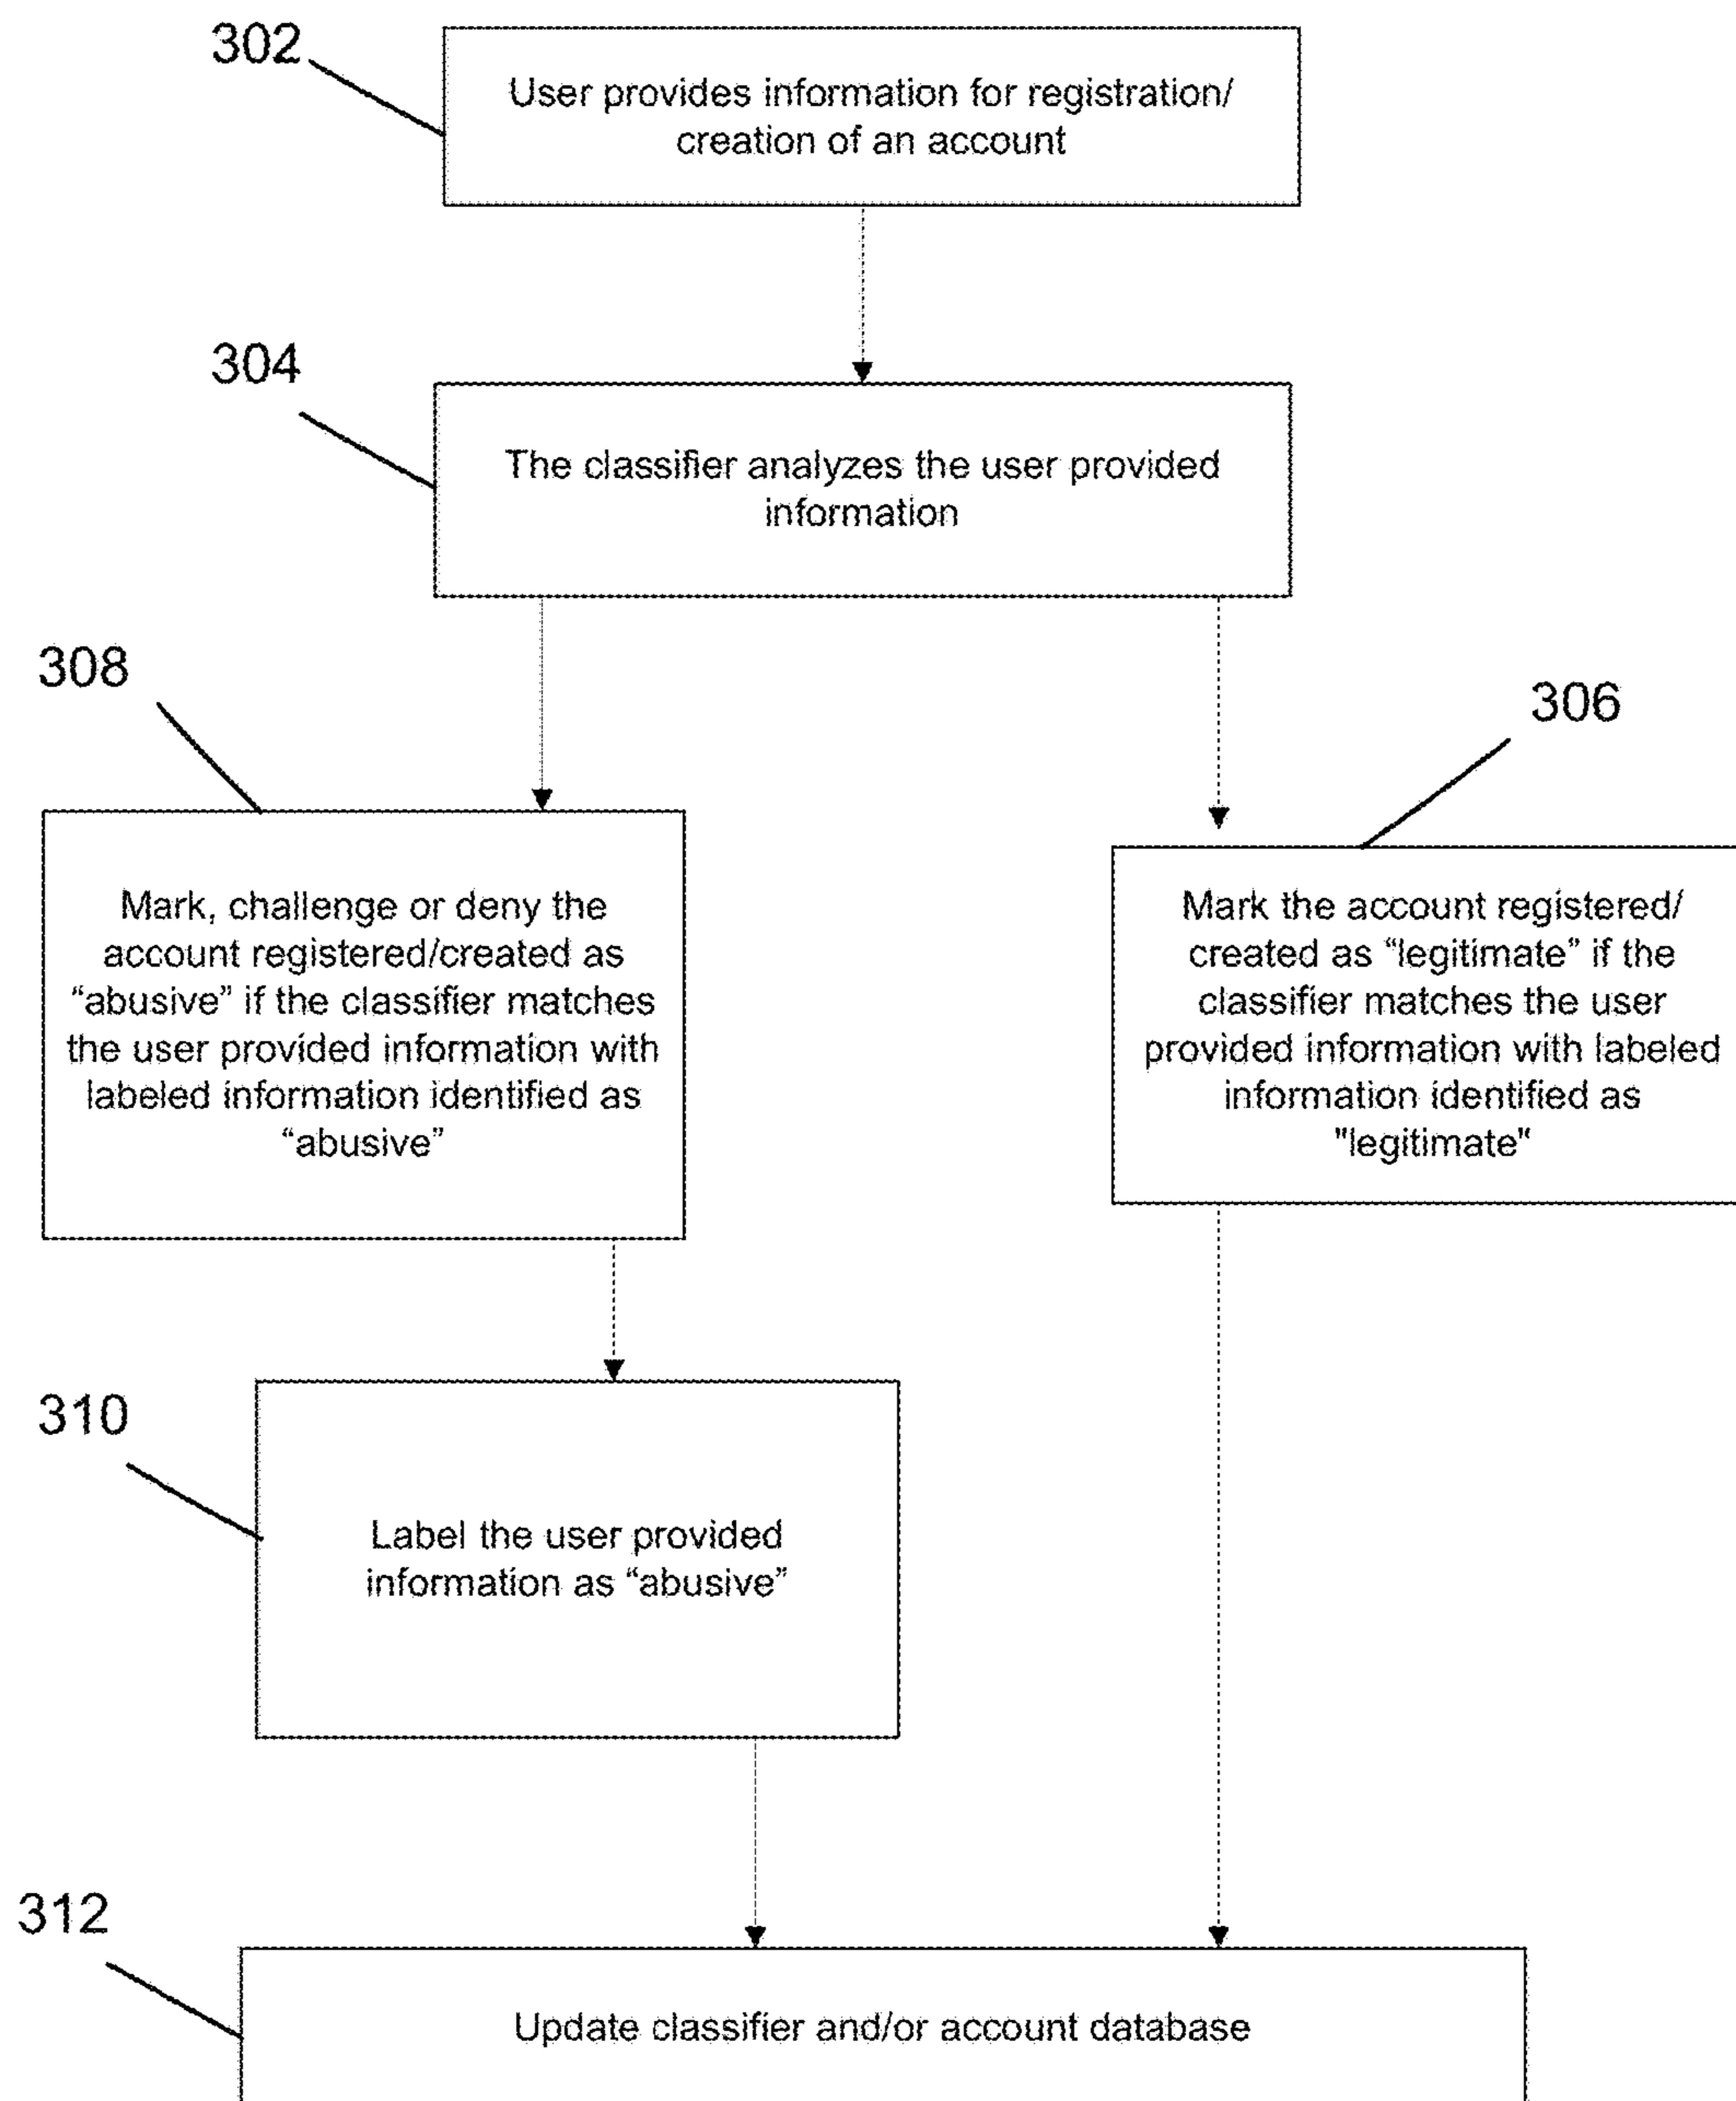 302
User provides information for registration/
creation of an account
304
The classifier analyzes the user provided
information
308
306
Mark, challenge or deny the
account registered/created as
“abusive” if the classifier matches
the user provided information with
labeled information identified as
“abusive”
Mark the account registered/
created as “legitimate” if the
classifier matches the user
provided information with labeled
information identified as
"legitimate"
310
Label the user provided
information as “abusive”
312
Update classifier and/or account database